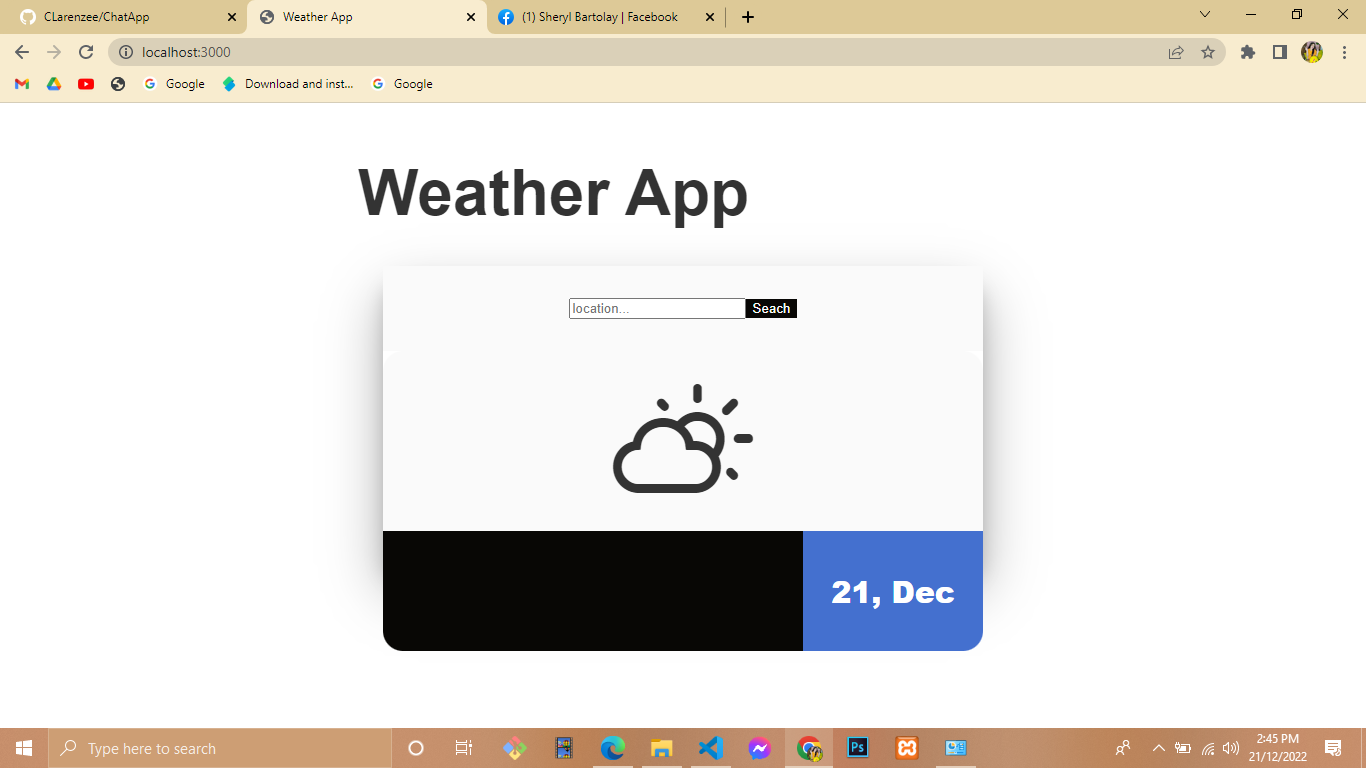 CLarenzee/ChatApp
Weather App
(1) Sheryl Bartolay | Facebook
localhost:3000
Google
Download and inst...
Google
Weather App
location...
Seach
21, Dec
Type here to search
Ps
2:45 PM
21/12/2022